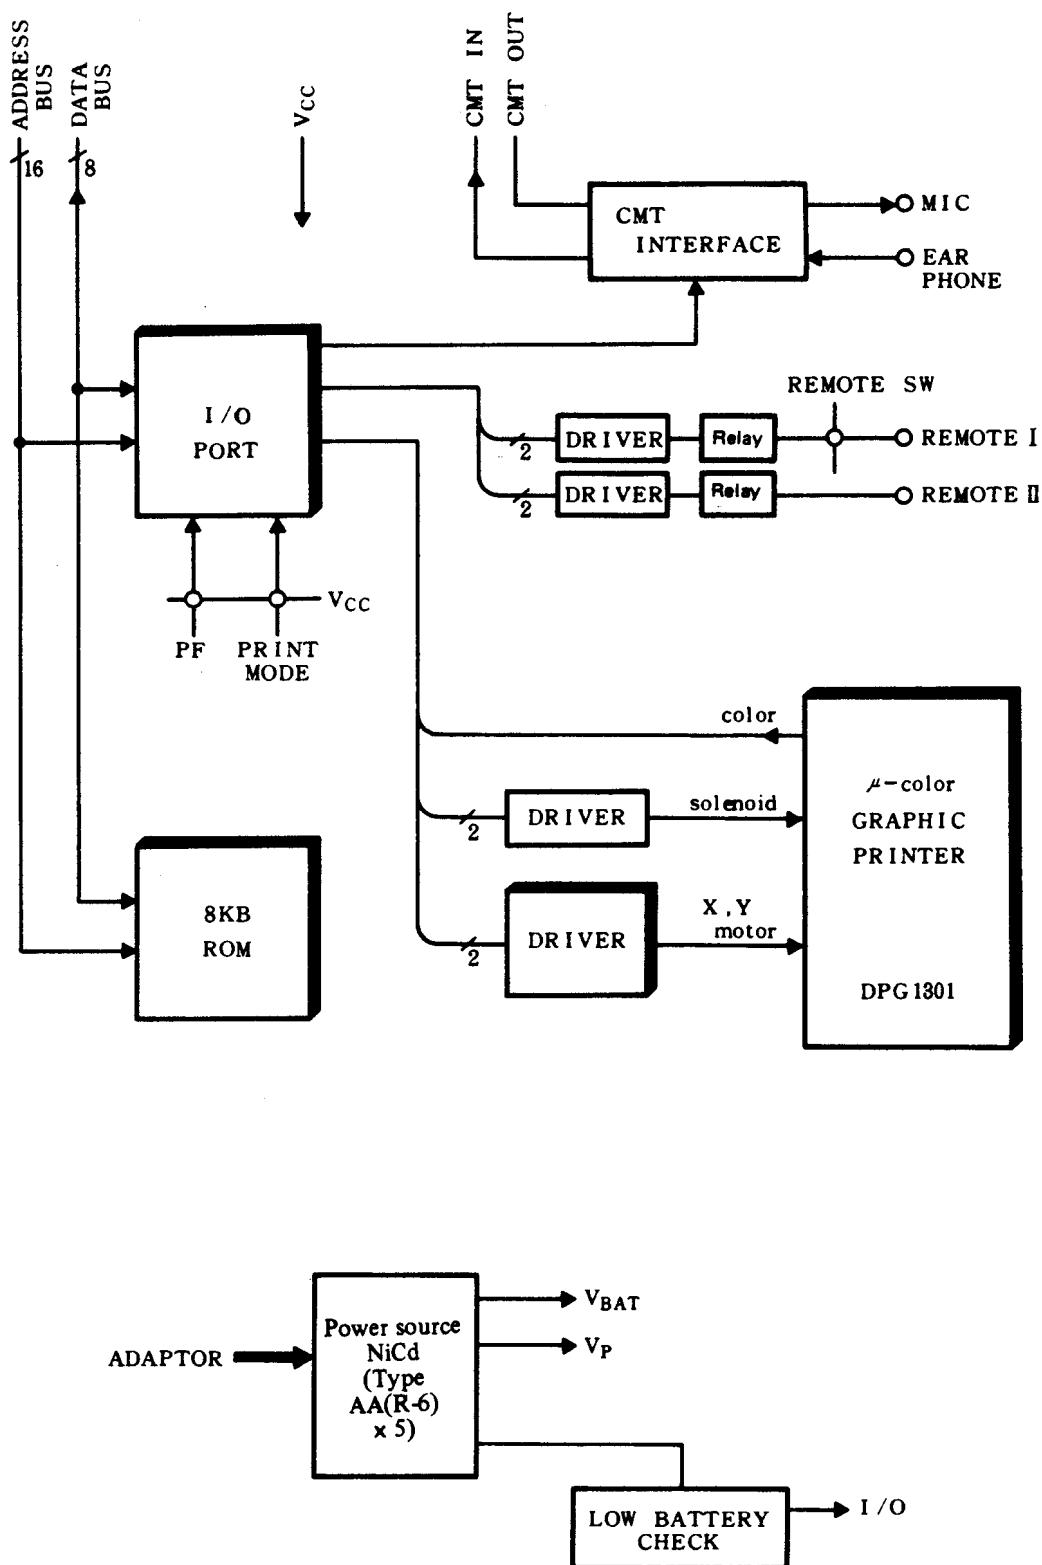 ADDRESS
BUS
DATA
BUS
16
8
VCC
CMT IN
CMT OUT
CMT
INTERFACE
MIC
EAR
PHONE
I/O
PORT
REMOTE SW
2
DRIVER
Relay
REMOTE I
2
DRIVER
Relay
REMOTE II
VCC
PF
PRINT
MODE
color
μ-color
GRAPHIC
PRINTER
DPG1301
2
DRIVER
solenoid
8KB
ROM
2
DRIVER
X,Y
motor
ADAPTOR
Power source
NiCd
(Type
AA(R-6)
x 5)
VBAT
VP
LOW BATTERY
CHECK
I/O